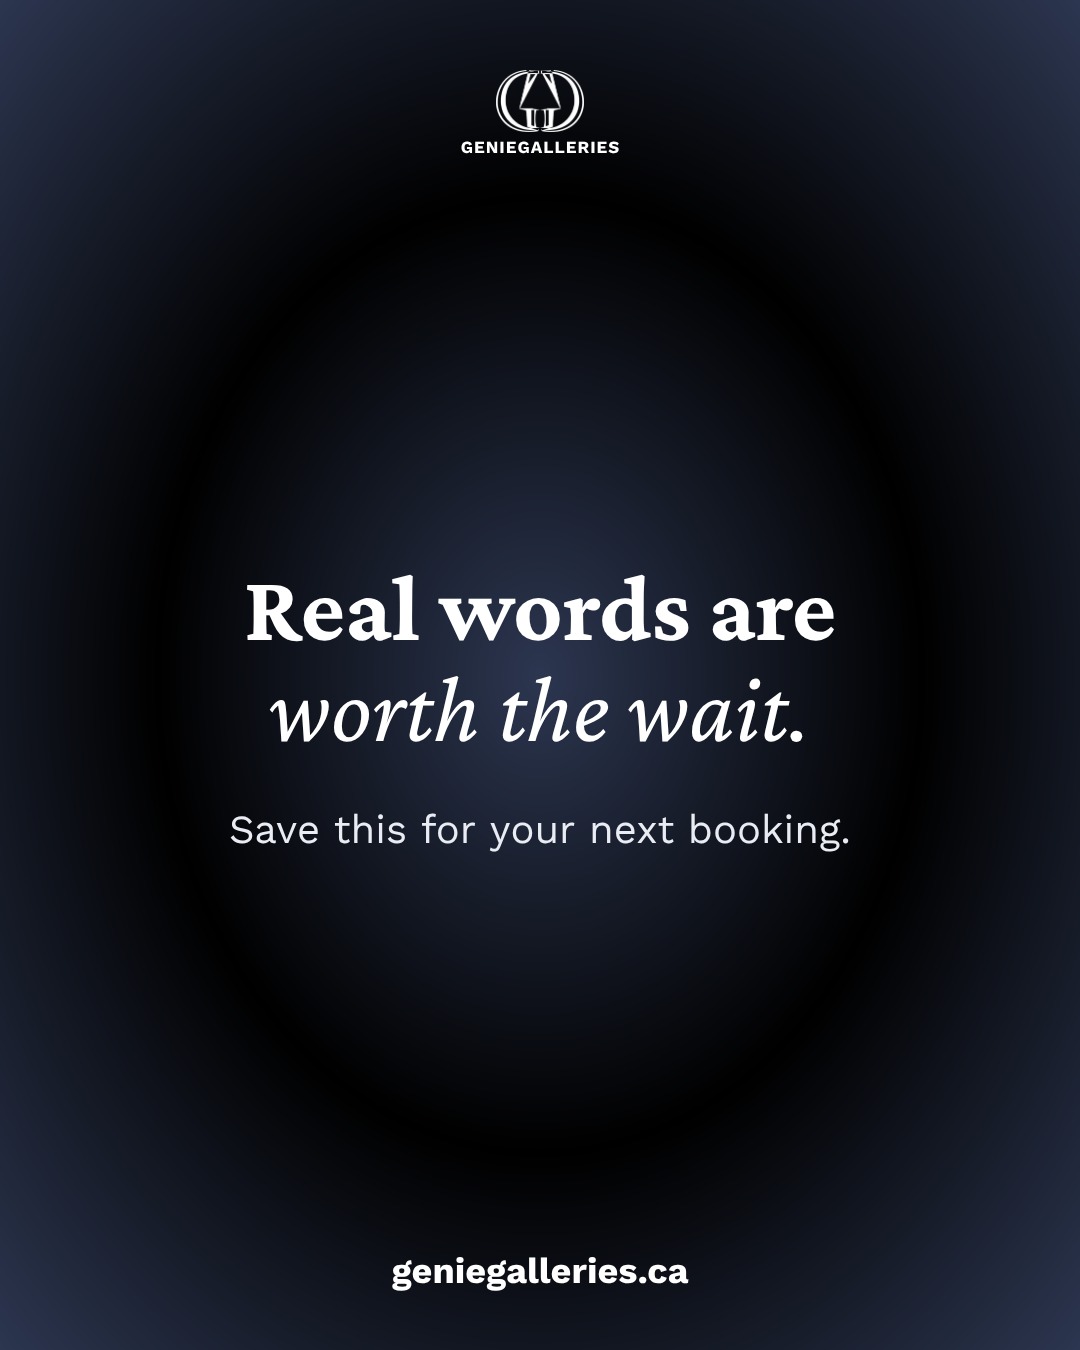 GENIEGALLERIES
Real words are
worth the wait.
Save this for your next booking.
geniegalleries.ca